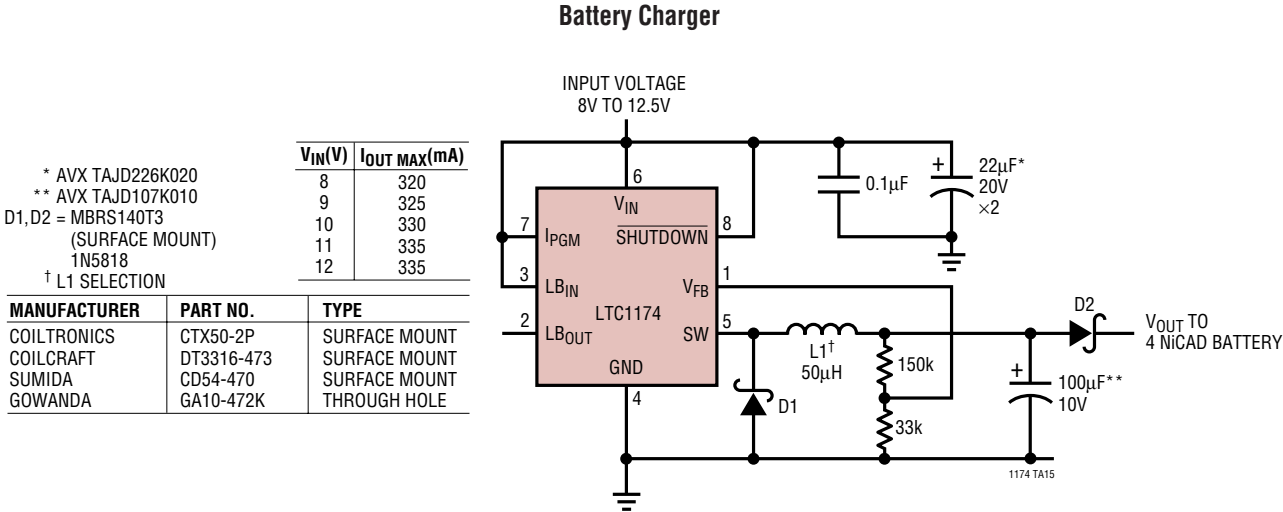 Battery Charger
INPUT VOLTAGE
8V TO 12.5V
* AVX TAJD226K020
** AVX TAJD107K010
D1,D2 = MBRS140T3
(SURFACE MOUNT)
1N5818
† L1 SELECTION
VIN(V) IOUT MAX(mA)
8 320
9 325
10 330
11 335
12 335
MANUFACTURER PART NO. TYPE
COILTRONICS CTX50-2P SURFACE MOUNT
COILCRAFT DT3316-473 SURFACE MOUNT
SUMIDA CD54-470 SURFACE MOUNT
GOWANDA GA10-472K THROUGH HOLE
6
VIN
7
IPGM
SHUTDOWN
8
3
LBIN
VFB
1
LTC1174
2
LBOUT
SW
5
GND
4
0.1µF
+
22µF*
20V
×2
L1†
50µH
D1
150k
33k
D2
+
100µF**
10V
VOUT TO
4 NiCAD BATTERY
1174 TA15